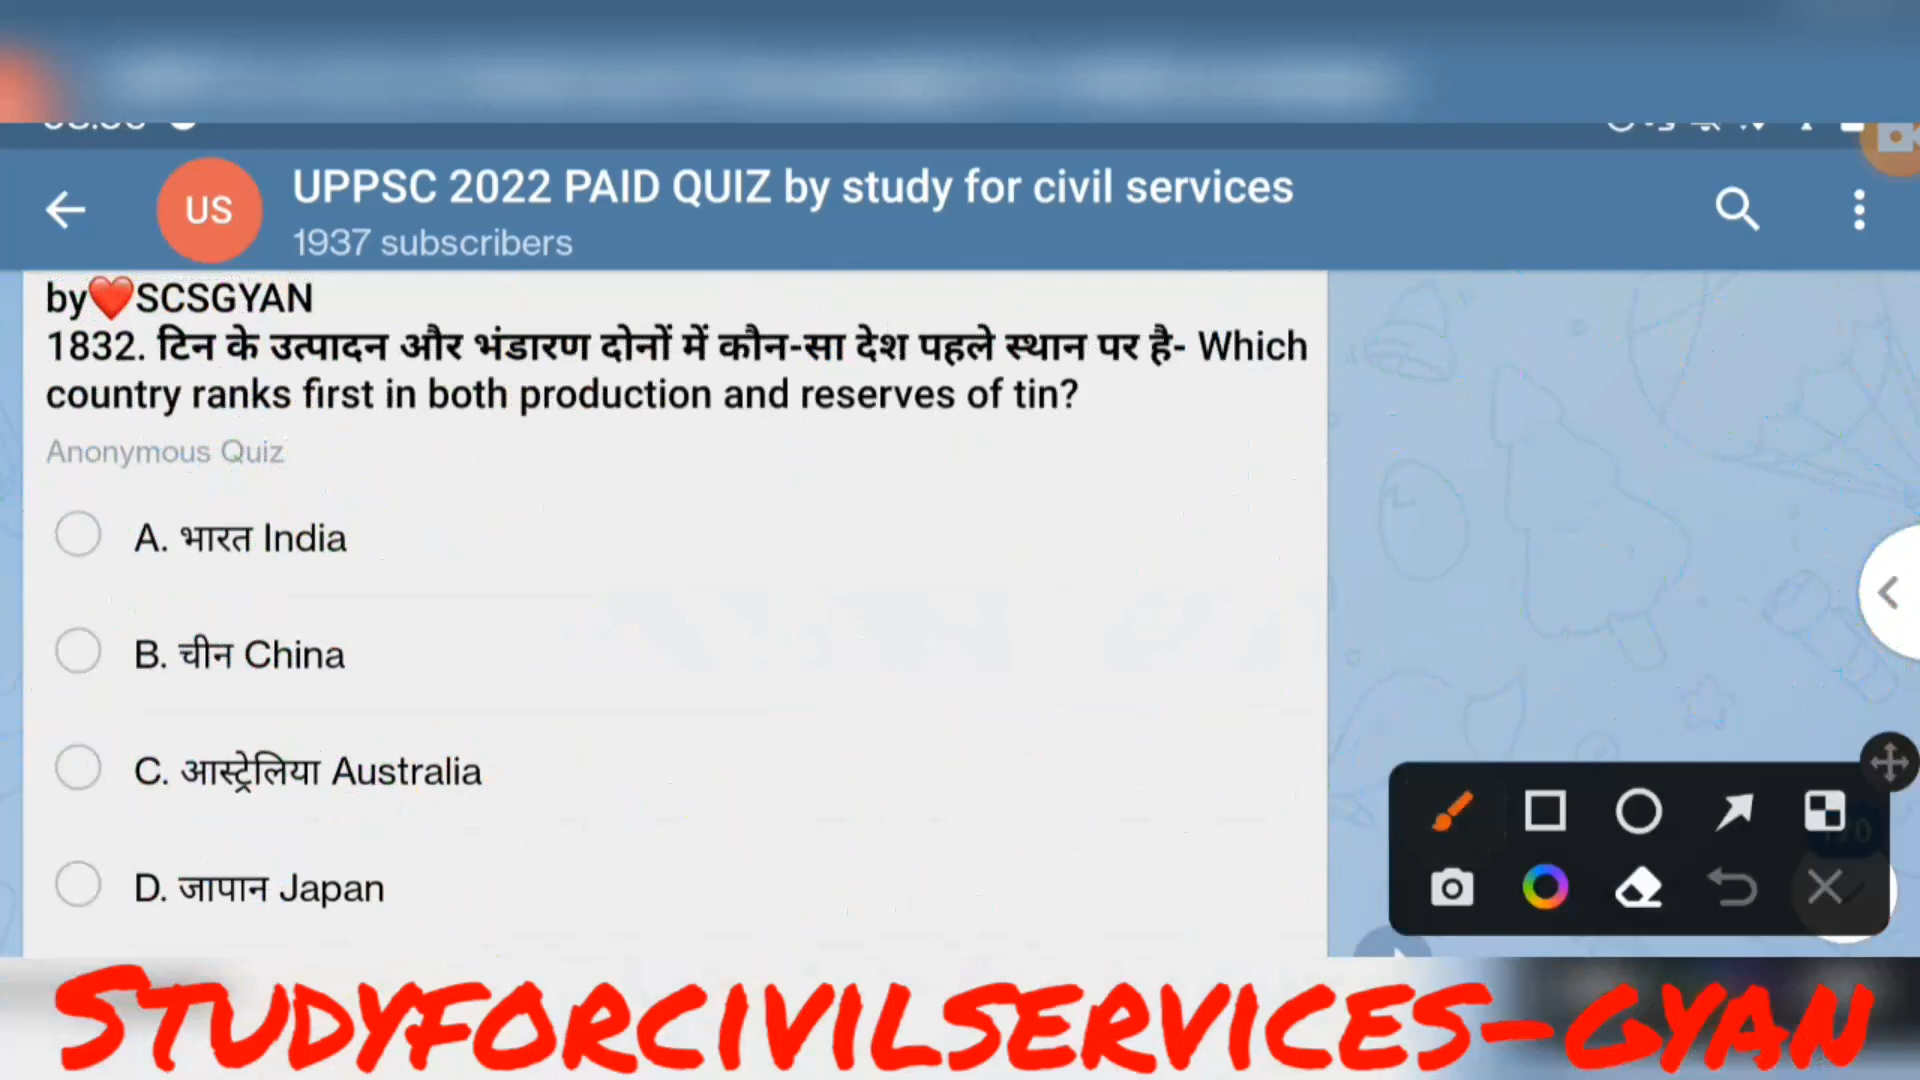 UPPSC 2022 PAID QUIZ by study for civil services
US
1937 subscribers
by❤️SCSGYAN
1832. टिन के उत्पादन और भंडारण दोनों में कौन-सा देश पहले स्थान पर है- Which
country ranks first in both production and reserves of tin?
Anonymous Quiz
A. भारत India
B. चीन China
C. आस्ट्रेलिया Australia
D. जापान Japan
STUDYFORCIVILSERVICES-GYAN